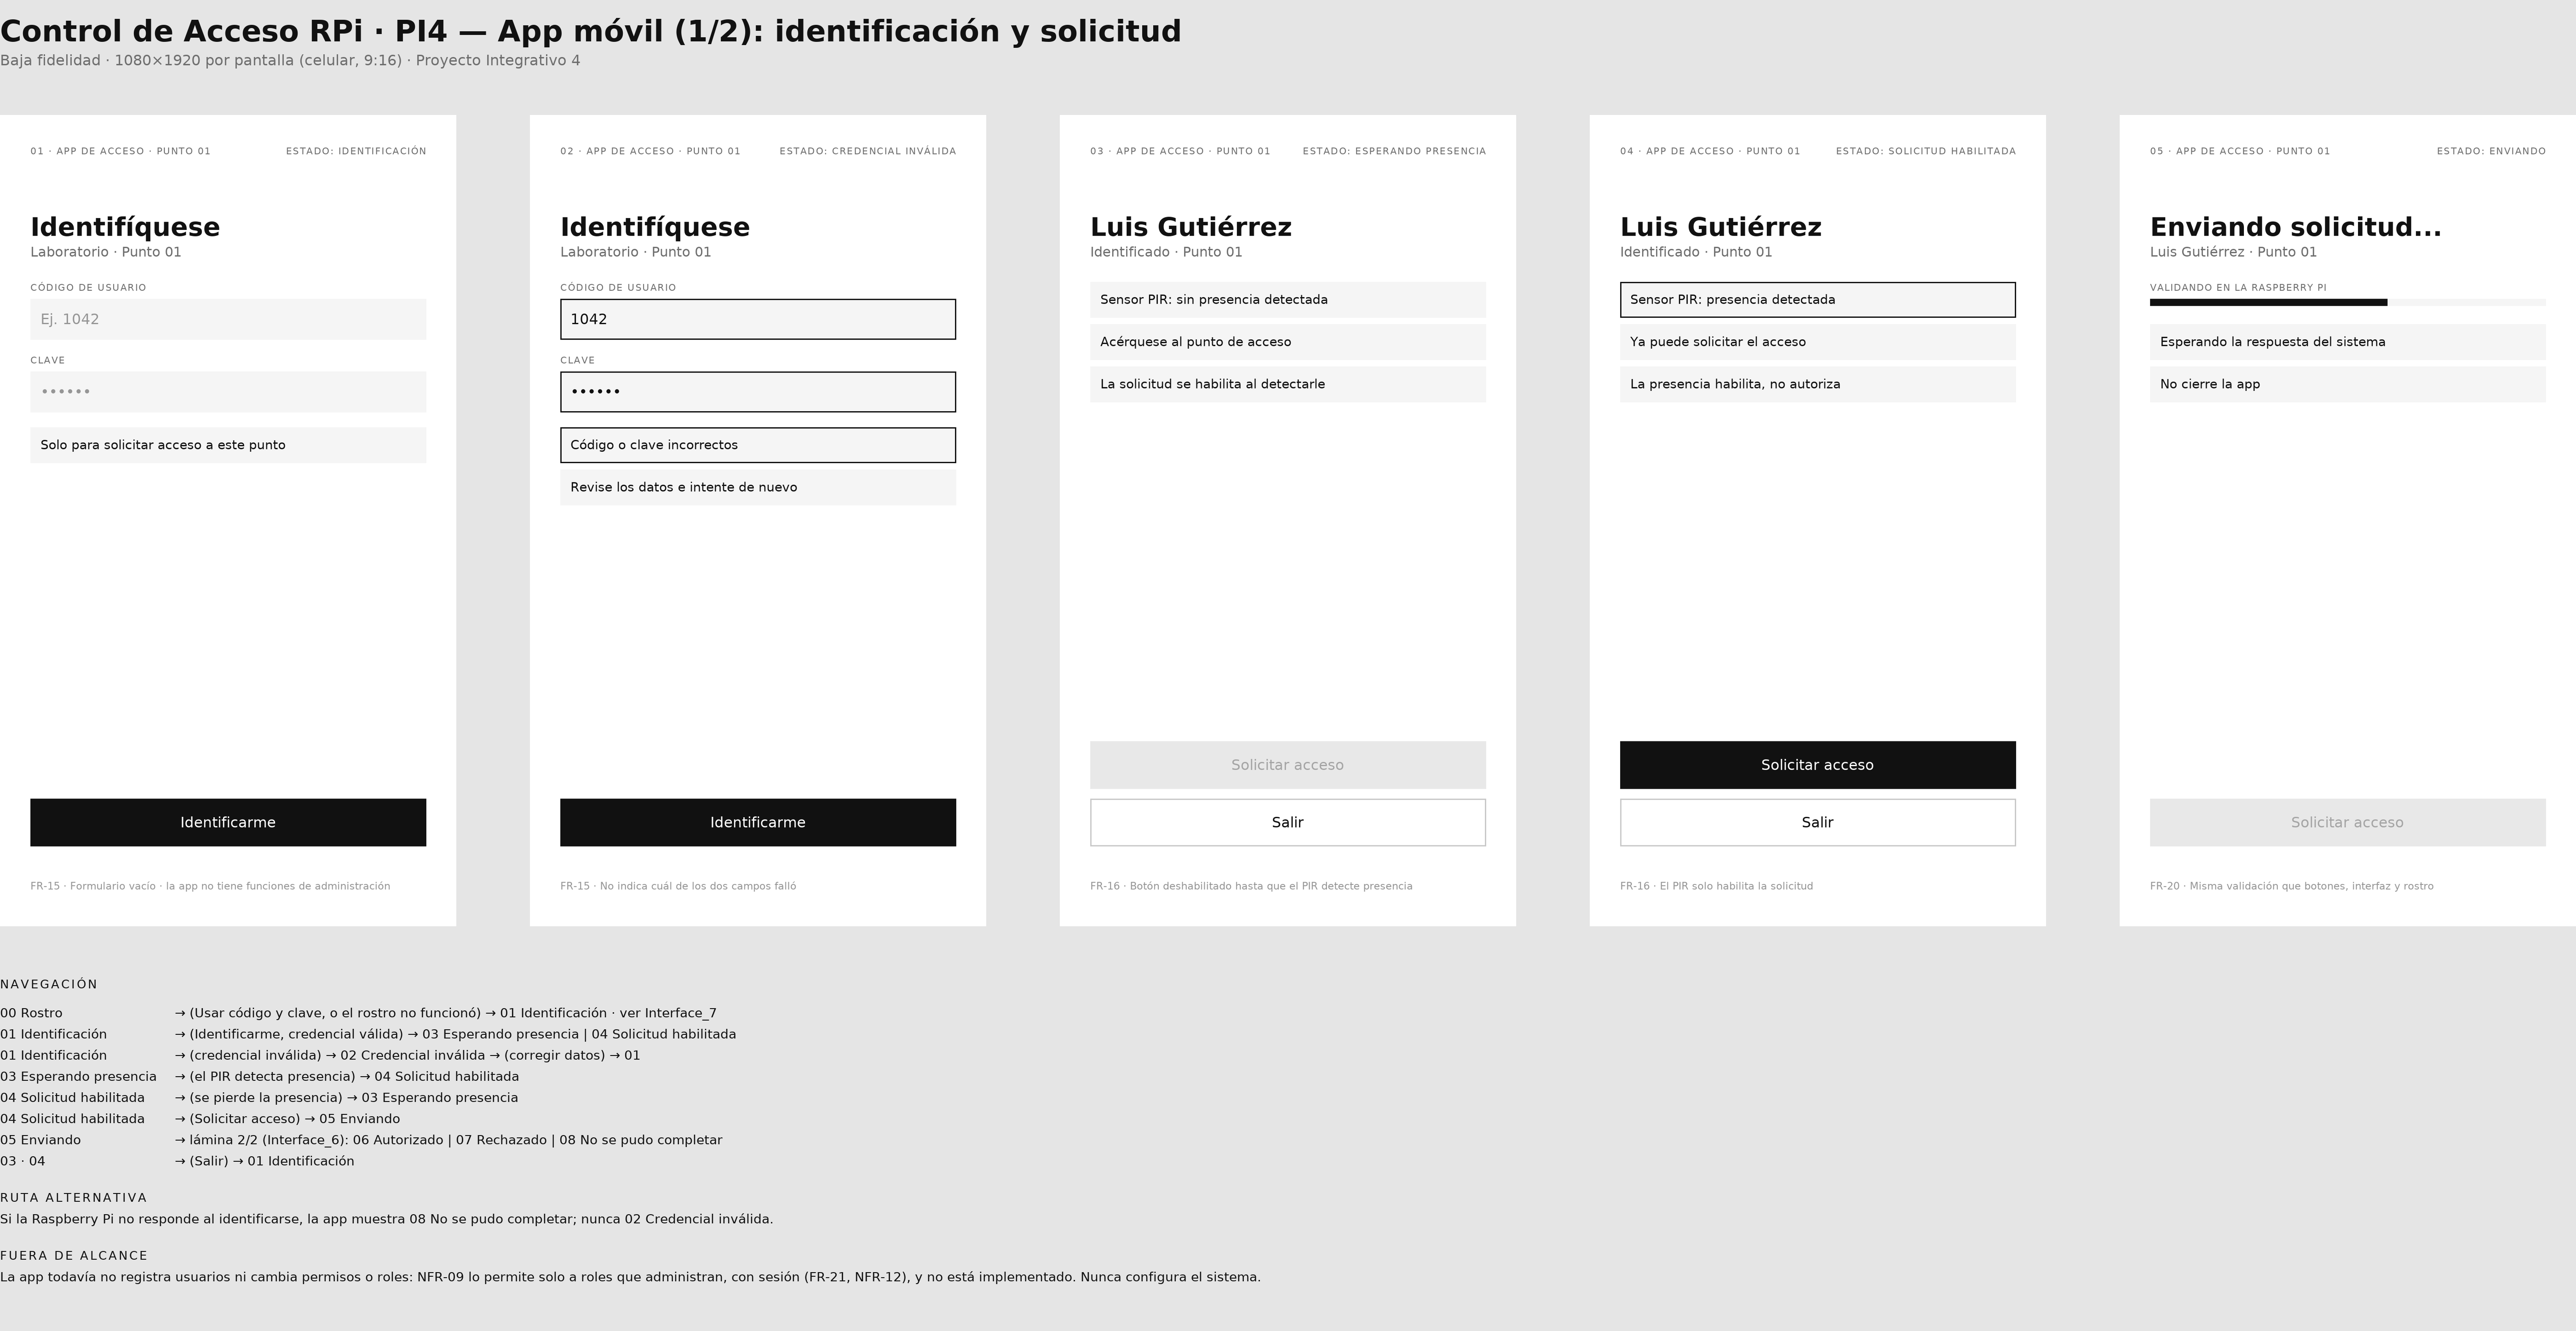 Control de Acceso RPi · PI4 — App móvil (1/2): identificación y solicitud
Baja fidelidad · 1080×1920 por pantalla (celular, 9:16) · Proyecto Integrativo 4
01 · APP DE ACCESO · PUNTO 01
ESTADO: IDENTIFICACIÓN
Identifíquese
Laboratorio · Punto 01
CÓDIGO DE USUARIO
Ej. 1042
CLAVE
••••••
Solo para solicitar acceso a este punto
Identificarme
FR-15 · Formulario vacío · la app no tiene funciones de administración
02 · APP DE ACCESO · PUNTO 01
ESTADO: CREDENCIAL INVÁLIDA
Identifíquese
Laboratorio · Punto 01
CÓDIGO DE USUARIO
1042
CLAVE
••••••
Código o clave incorrectos
Revise los datos e intente de nuevo
Identificarme
FR-15 · No indica cuál de los dos campos falló
03 · APP DE ACCESO · PUNTO 01
ESTADO: ESPERANDO PRESENCIA
Luis Gutiérrez
Identificado · Punto 01
Sensor PIR: sin presencia detectada
Acérquese al punto de acceso
La solicitud se habilita al detectarle
Solicitar acceso
Salir
FR-16 · Botón deshabilitado hasta que el PIR detecte presencia
04 · APP DE ACCESO · PUNTO 01
ESTADO: SOLICITUD HABILITADA
Luis Gutiérrez
Identificado · Punto 01
Sensor PIR: presencia detectada
Ya puede solicitar el acceso
La presencia habilita, no autoriza
Solicitar acceso
Salir
FR-16 · El PIR solo habilita la solicitud
05 · APP DE ACCESO · PUNTO 01
ESTADO: ENVIANDO
Enviando solicitud...
Luis Gutiérrez · Punto 01
VALIDANDO EN LA RASPBERRY PI
Esperando la respuesta del sistema
No cierre la app
Solicitar acceso
FR-20 · Misma validación que botones, interfaz y rostro
NAVEGACIÓN
00 Rostro → (Usar código y clave, o el rostro no funcionó) → 01 Identificación · ver Interface_7
01 Identificación → (Identificarme, credencial válida) → 03 Esperando presencia | 04 Solicitud habilitada
01 Identificación → (credencial inválida) → 02 Credencial inválida → (corregir datos) → 01
03 Esperando presencia → (el PIR detecta presencia) → 04 Solicitud habilitada
04 Solicitud habilitada → (se pierde la presencia) → 03 Esperando presencia
04 Solicitud habilitada → (Solicitar acceso) → 05 Enviando
05 Enviando → lámina 2/2 (Interface_6): 06 Autorizado | 07 Rechazado | 08 No se pudo completar
03 · 04 → (Salir) → 01 Identificación
RUTA ALTERNATIVA
Si la Raspberry Pi no responde al identificarse, la app muestra 08 No se pudo completar; nunca 02 Credencial inválida.
FUERA DE ALCANCE
La app todavía no registra usuarios ni cambia permisos o roles: NFR-09 lo permite solo a roles que administran, con sesión (FR-21, NFR-12), y no está implementado. Nunca configura el sistema.